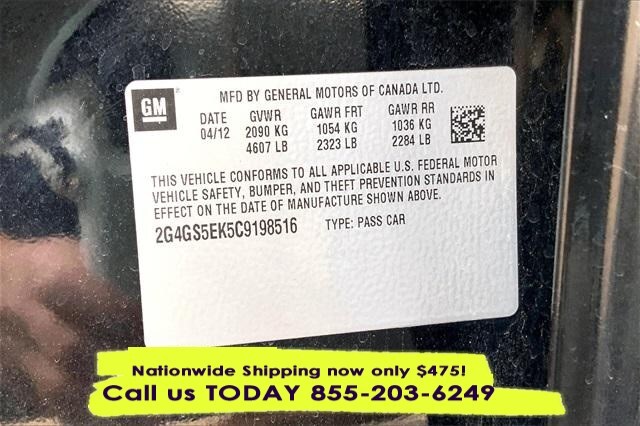 GM
MFD BY GENERAL MOTORS OF CANADA LTD.
DATE GVWR GAWR FRT GAWR RR
04/12 2090 KG 1054 KG 1036 KG
4607 LB 2323 LB 2284 LB
THIS VEHICLE CONFORMS TO ALL APPLICABLE U.S. FEDERAL MOTOR
VEHICLE SAFETY, BUMPER, AND THEFT PREVENTION STANDARDS IN
EFFECT ON THE DATE OF MANUFACTURE SHOWN ABOVE.
2G4GS5EK5C9198516 TYPE: PASS CAR
Nationwide Shipping now only $475!
Call us TODAY 855-203-6249